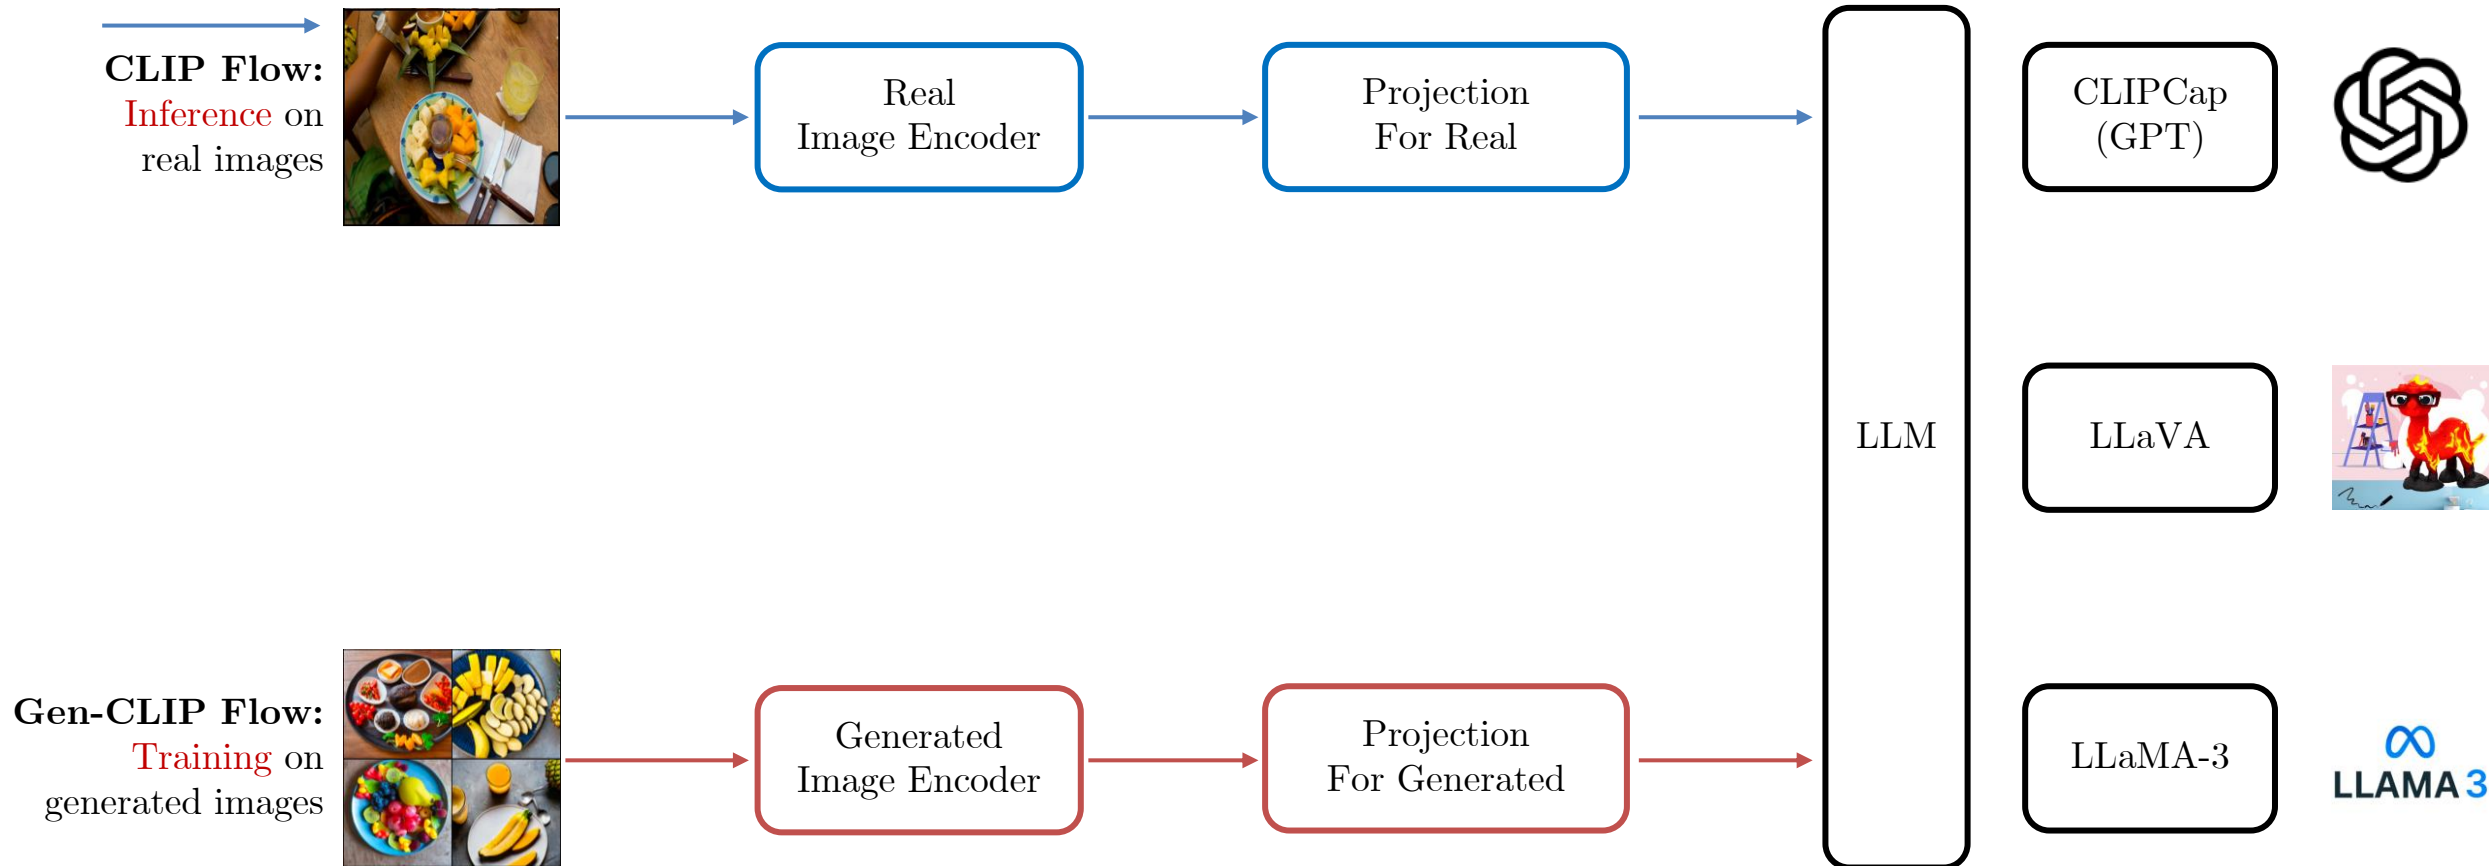 CLIP Flow:
Inference on
real images
Real
Image Encoder
Projection
For Real
CLIPCap
(GPT)
LLM
LLaVA
Gen-CLIP Flow:
Training on
generated images
Generated
Image Encoder
Projection
For Generated
LLaMA-3
LLAMA 3